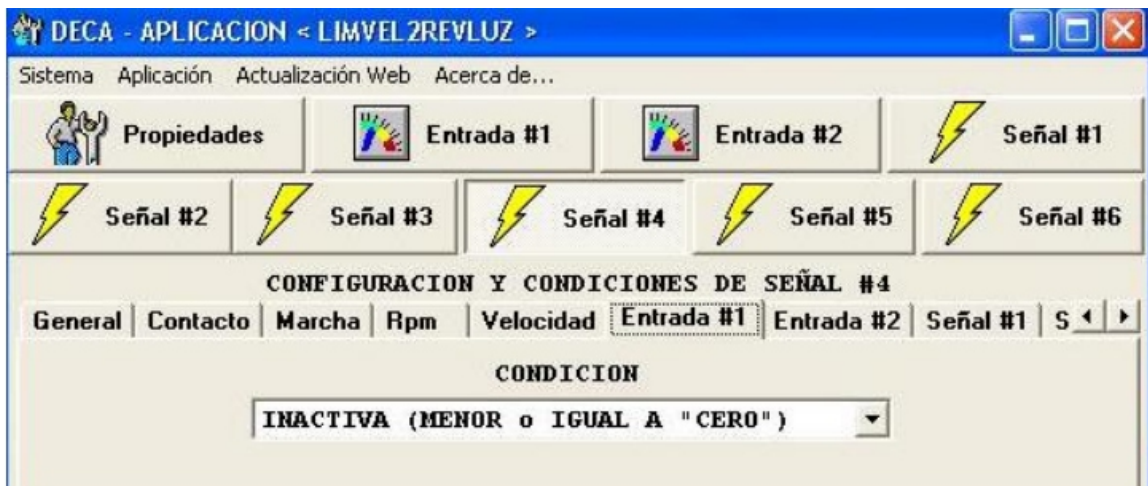 DECA - APLICACION < LIMVEL2REVLUZ >
Sistema Aplicación Actualización Web Acerca de...
Propiedades Entrada #1 Entrada #2 Señal #1
Señal #2 Señal #3 Señal #4 Señal #5 Señal #6
CONFIGURACION Y CONDICIONES DE SEÑAL #4
General Contacto Marcha Rpm Velocidad Entrada #1 Entrada #2 Señal #1 S
CONDICION
INACTIVA (MENOR o IGUAL A "CERO")